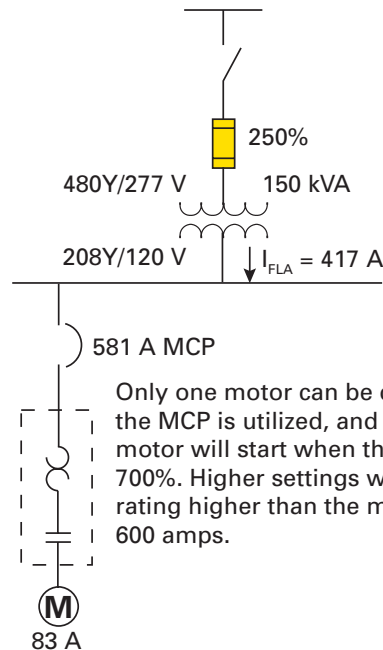 250%
480Y/277 V 150 kVA
208Y/120 V I_FLA = 417 A
581 A MCP
Only one motor can be
the MCP is utilized, and
motor will start when
700%. Higher settings
rating higher than the
600 amps.
M
83 A